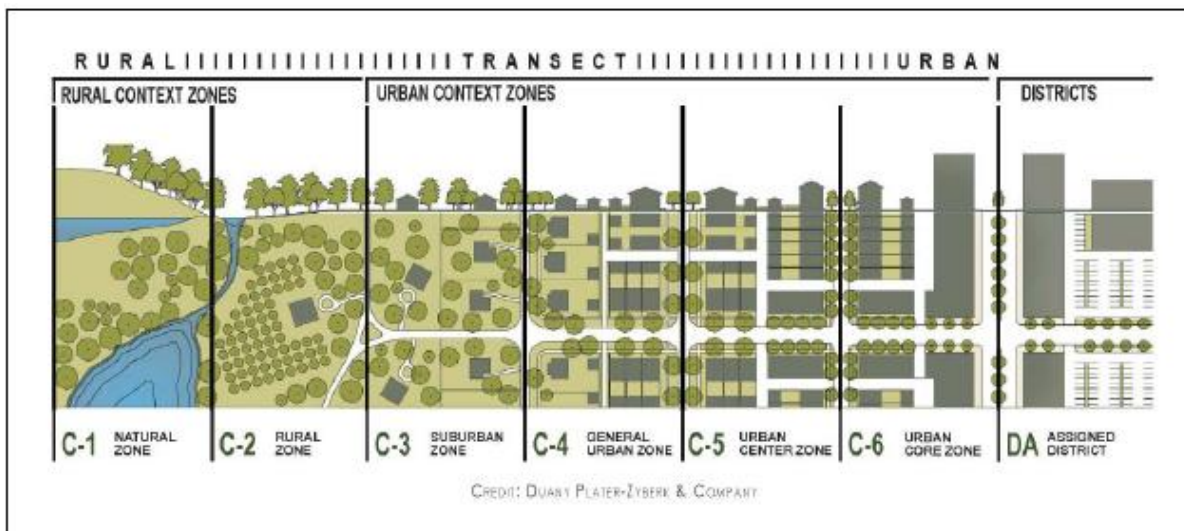 RURAL IIIIIIIIIIIIIIIIIIII TRANSECT IIIIIIIIIIIIIIIIIIII URBAN
RURAL CONTEXT ZONES URBAN CONTEXT ZONES DISTRICTS
C-1 NATURAL ZONE
C-2 RURAL ZONE
C-3 SUBURBAN ZONE
C-4 GENERAL URBAN ZONE
C-5 URBAN CENTER ZONE
C-6 URBAN CORE ZONE
DA ASSIGNED DISTRICT
CREDIT: DUANY PLATER-ZYBERK & COMPANY